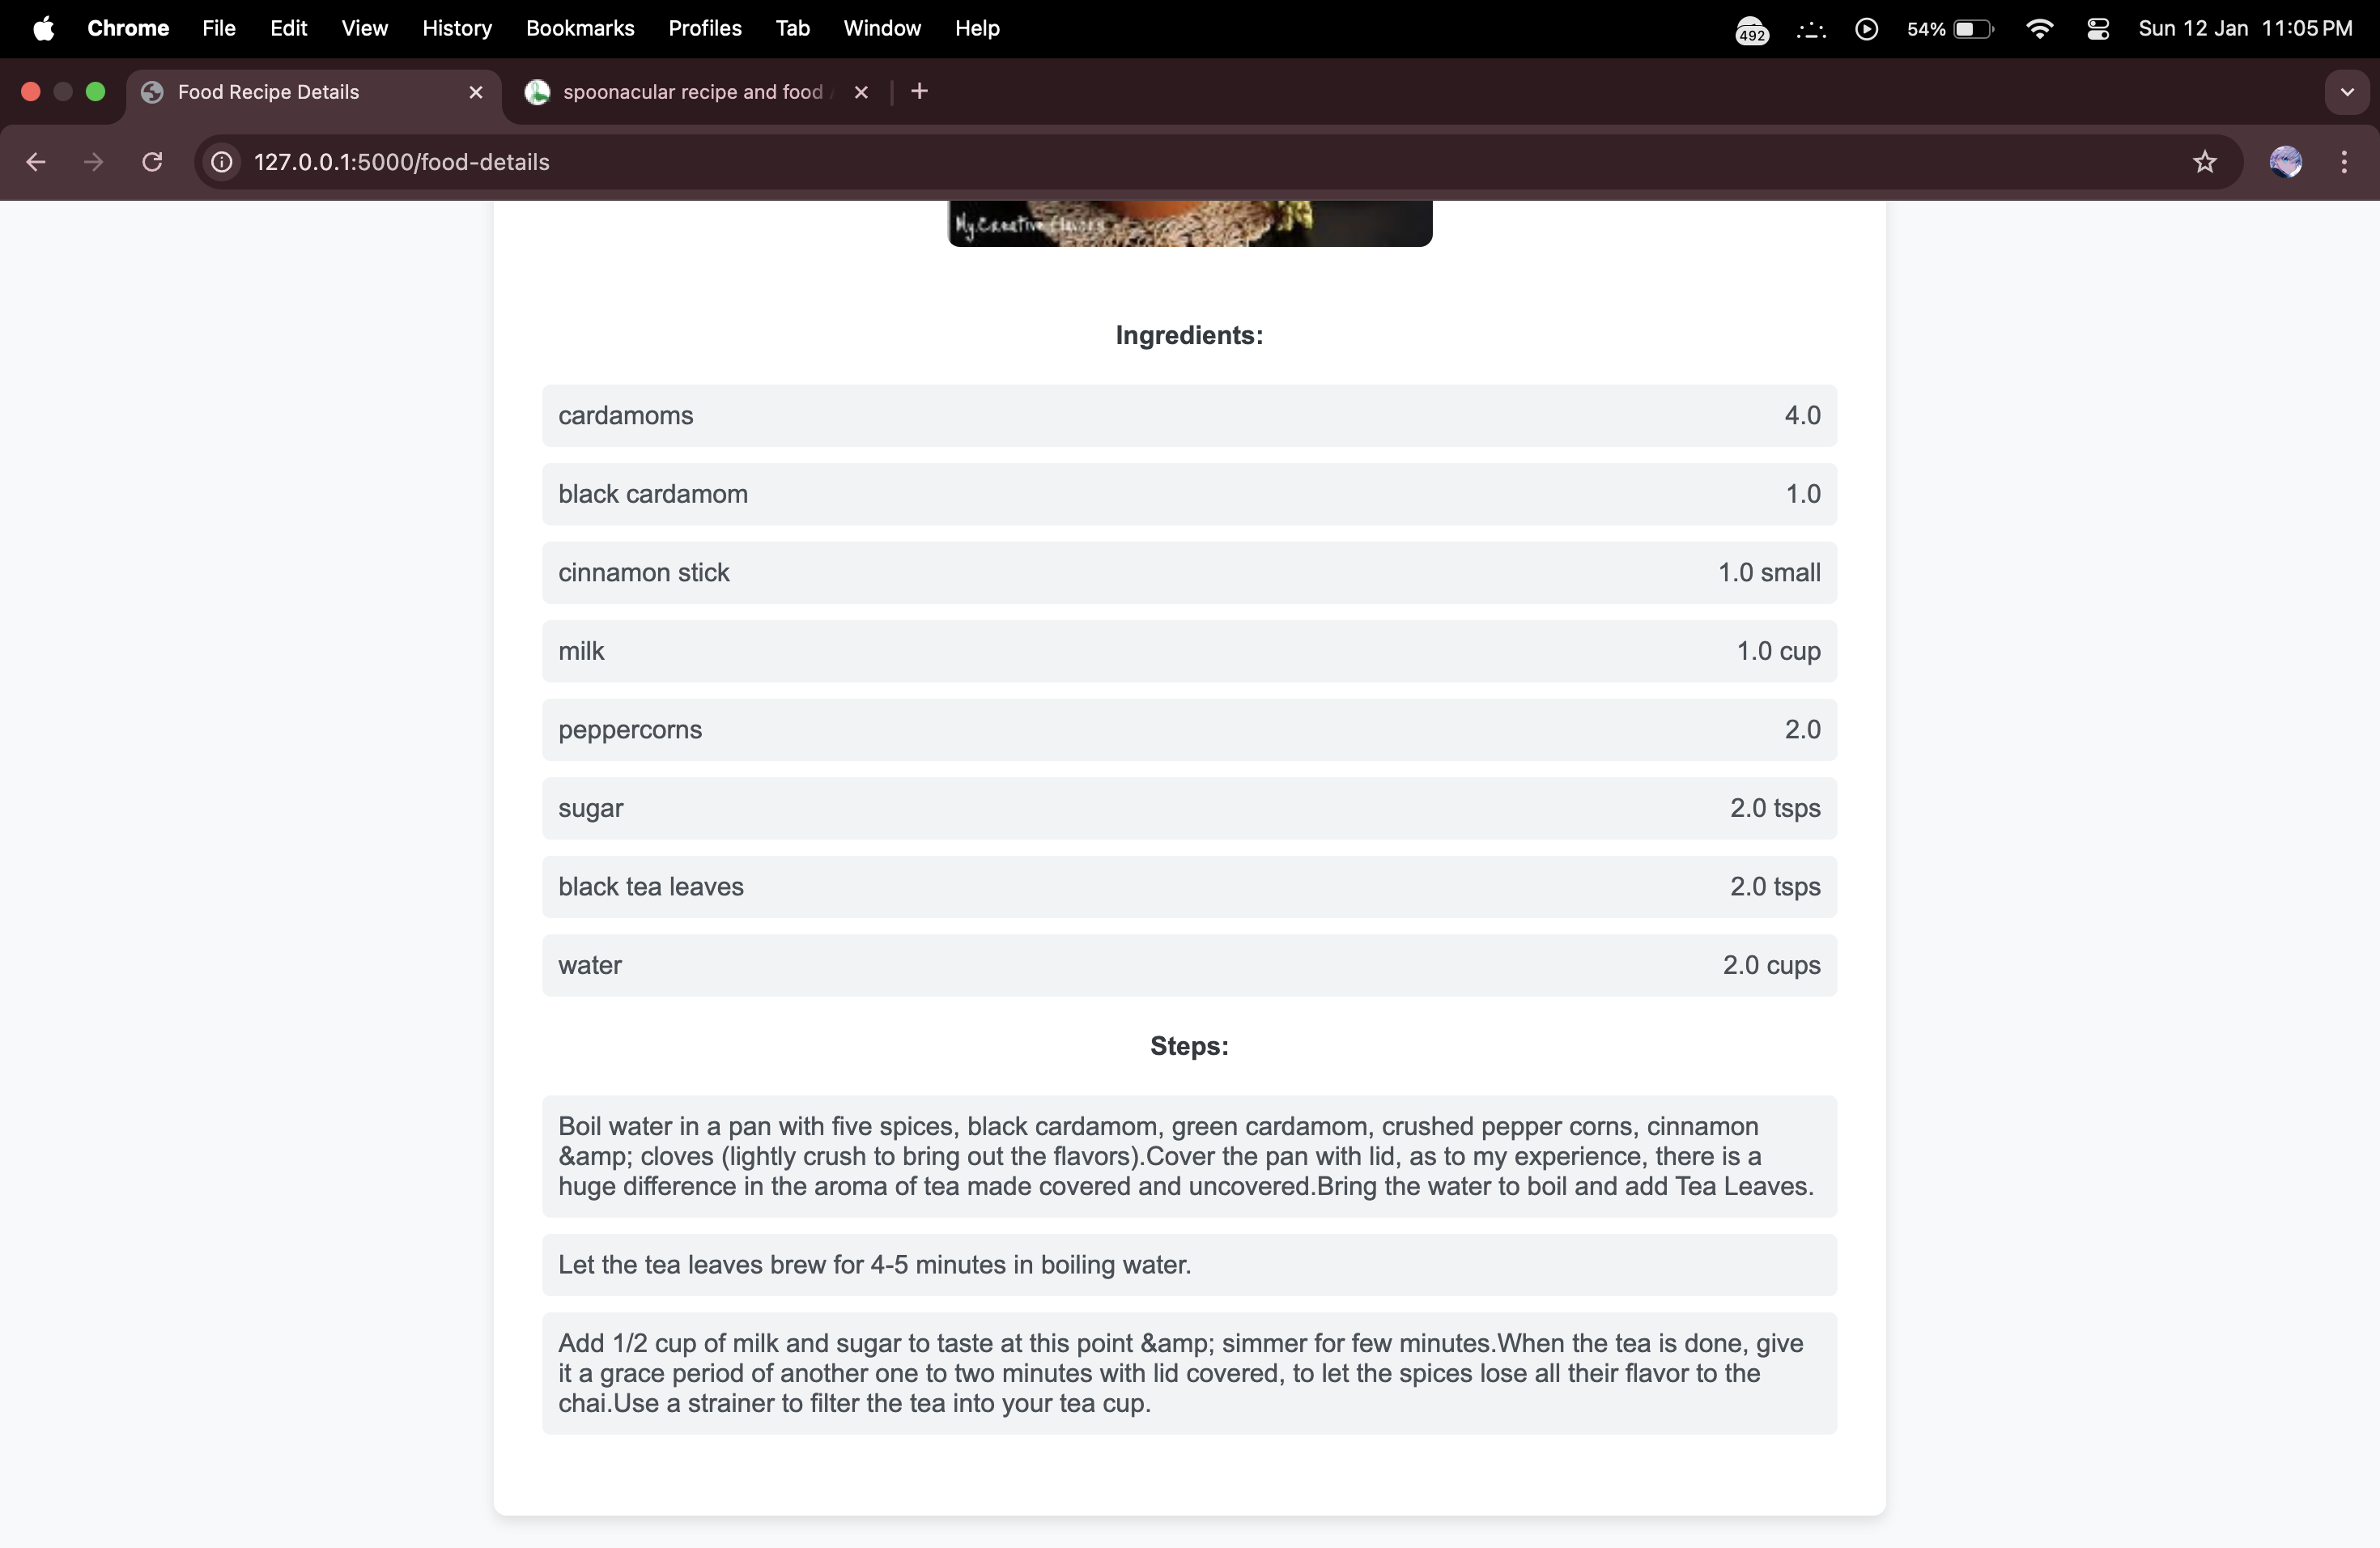 Chrome File Edit View History Bookmarks Profiles Tab Window Help 492 54% Sun 12 Jan 11:05 PM
Food Recipe Details spoonacular recipe and food
127.0.0.1:5000/food-details
My.Creative flavors
Ingredients:
cardamoms 4.0
black cardamom 1.0
cinnamon stick 1.0 small
milk 1.0 cup
peppercorns 2.0
sugar 2.0 tsps
black tea leaves 2.0 tsps
water 2.0 cups
Steps:
Boil water in a pan with five spices, black cardamom, green cardamom, crushed pepper corns, cinnamon
&amp; cloves (lightly crush to bring out the flavors).Cover the pan with lid, as to my experience, there is a
huge difference in the aroma of tea made covered and uncovered.Bring the water to boil and add Tea Leaves.
Let the tea leaves brew for 4-5 minutes in boiling water.
Add 1/2 cup of milk and sugar to taste at this point &amp; simmer for few minutes.When the tea is done, give
it a grace period of another one to two minutes with lid covered, to let the spices lose all their flavor to the
chai.Use a strainer to filter the tea into your tea cup.